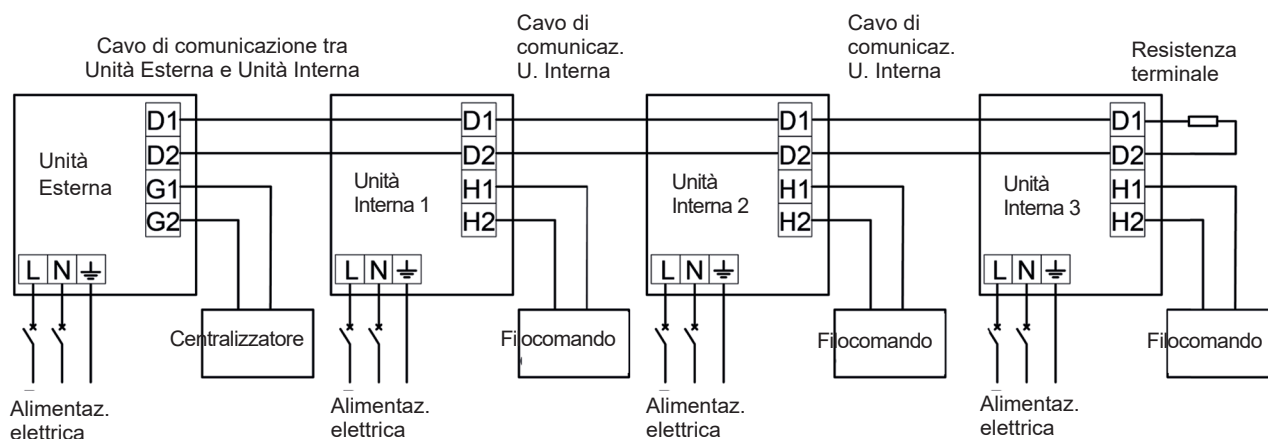 Cavo di comunicazione tra
Unità Esterna e Unità Interna
Cavo di
comunicaz.
U. Interna
Cavo di
comunicaz.
U. Interna
Resistenza
terminale
Unità
Esterna
D1
D2
G1
G2
L N
Unità
Interna 1
D1
D2
H1
H2
L N
Unità
Interna 2
D1
D2
H1
H2
L N
Unità
Interna 3
D1
D2
H1
H2
L N
Centralizzatore
Filocomando
Filocomando
Filocomando
Alimentaz.
elettrica
Alimentaz.
elettrica
Alimentaz.
elettrica
Alimentaz.
elettrica